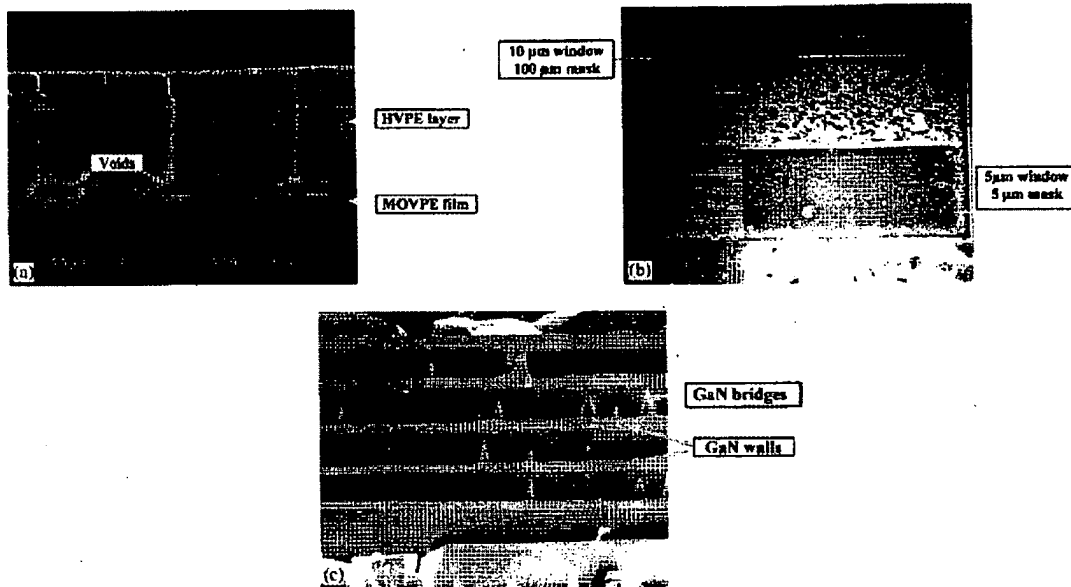 HVPE layer
Voids
MOVPE film
(a)
10 µm window
100 µm mask
5µm window
5 µm mask
(b)
GaN bridges
GaN walls
(c)